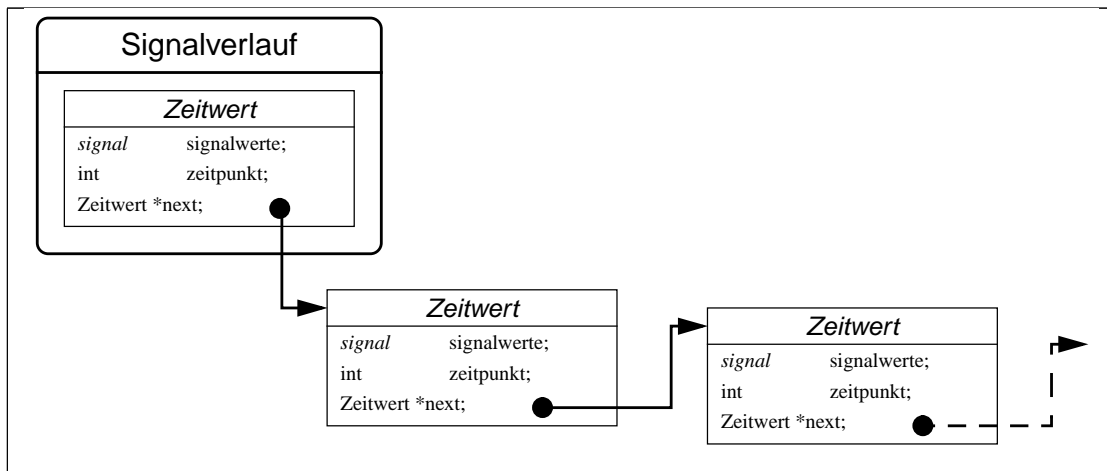 Signalverlauf
Zeitwert
signal signalwerte;
int zeitpunkt;
Zeitwert *next;
Zeitwert
signal signalwerte;
int zeitpunkt;
Zeitwert *next;
Zeitwert
signal signalwerte;
int zeitpunkt;
Zeitwert *next;